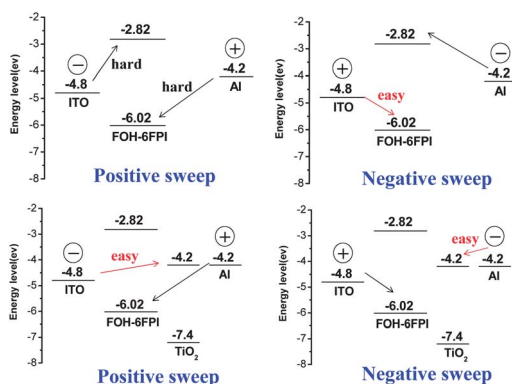 Energy level(ev)
-2
-3
-4
-5
-6
-7
-8
-2.82
−
+
-4.2
Al
hard
hard
-4.8
ITO
-6.02
FOH-6FPI
Positive sweep
Energy level(ev)
-2
-3
-4
-5
-6
-7
-8
-2.82
−
+
-4.2
Al
-4.8
ITO
easy
-6.02
FOH-6FPI
Negative sweep
Energy level(ev)
-2
-3
-4
-5
-6
-7
-8
-2.82
−
+
easy
-4.2
-4.2
Al
-4.8
ITO
-6.02
FOH-6FPI
-7.4
TiO2
Positive sweep
Energy level(ev)
-2
-3
-4
-5
-6
-7
-8
-2.82
+
−
easy
-4.2
-4.2
Al
-4.8
ITO
-6.02
FOH-6FPI
-7.4
TiO2
Negative sweep